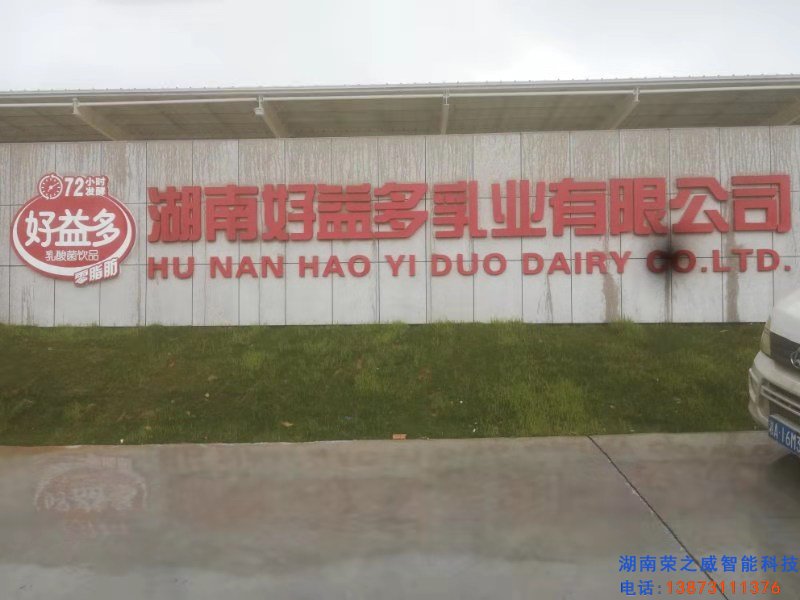 72小时发酵
好益多
乳酸菌饮品
零脂肪
湖南好益多乳业有限公司
HU NAN HAO YI DUO DAIRY CO.LTD.
A·16M
湖南荣之威智能科技
电话:13973111376